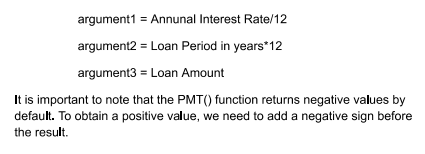 argument1 = Annunal Interest Rate/12
argument2 = Loan Period in years*12
argument3 = Loan Amount
It is important to note that the PMT() function returns negative values by
default. To obtain a positive value, we need to add a negative sign before
the result.